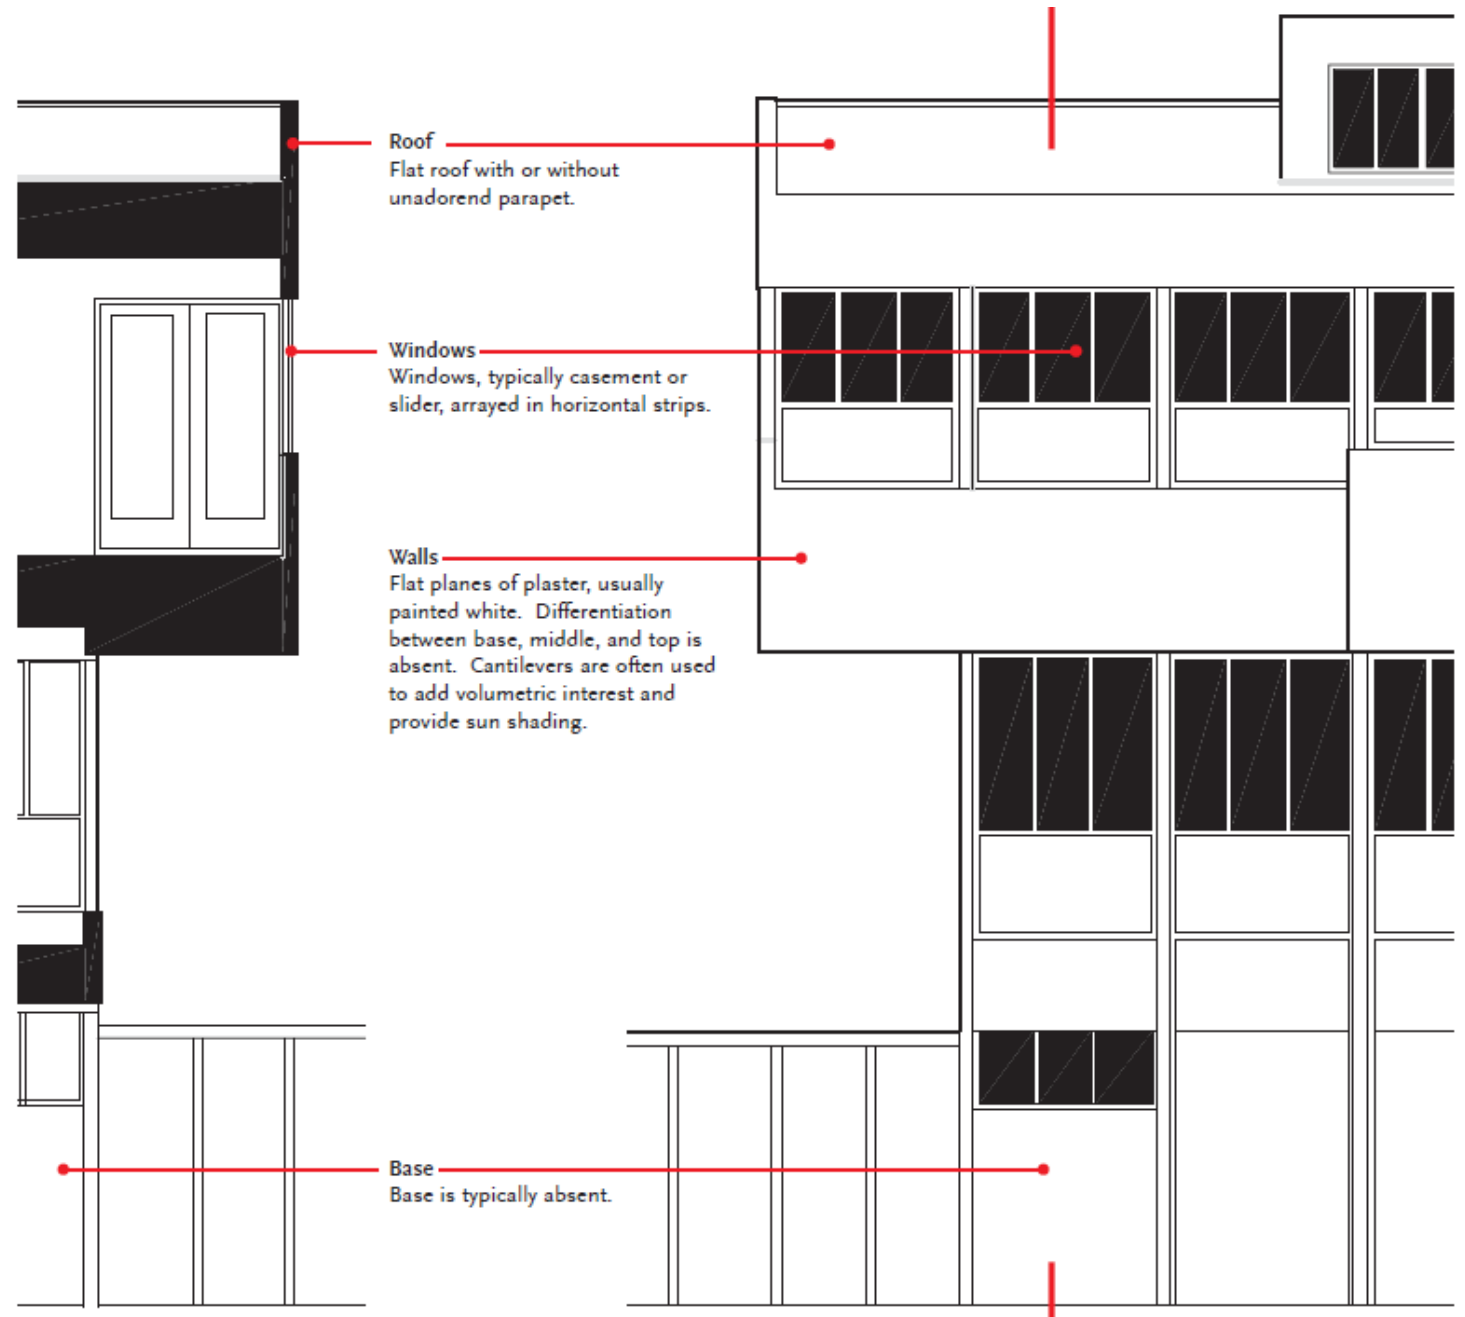 Roof
Flat roof with or without
unadorend parapet.
Windows
Windows, typically casement or
slider, arrayed in horizontal strips.
Walls
Flat planes of plaster, usually
painted white.  Differentiation
between base, middle, and top is
absent.  Cantilevers are often used
to add volumetric interest and
provide sun shading.
Base
Base is typically absent.